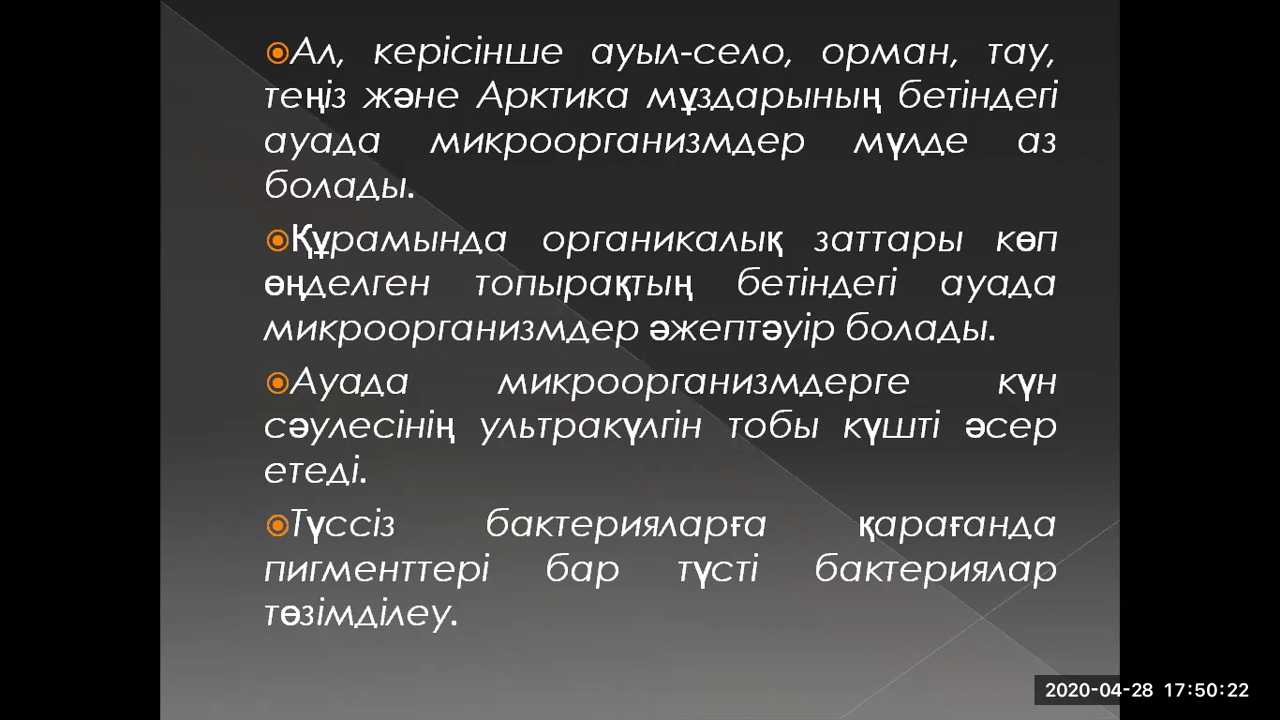 Ал, керісінше ауыл-село, орман, тау,
теңіз және Арктика мұздарының бетіндегі
ауада микроорганизмдер мүлде аз
болады.
Құрамында органикалық заттары көп
өңделген топырақтың бетіндегі ауада
микроорганизмдер әжептәуір болады.
Ауада микроорганизмдерге күн
сәулесінің ультракүлгін тобы күшті әсер
етеді.
Түссіз бактерияларға қарағанда
пигменттері бар түсті бактериялар
төзімділеу.
2020-04-28 17:50:22